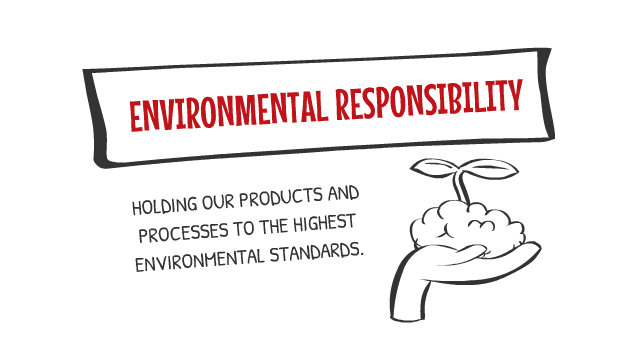 ENVIRONMENTAL RESPONSIBILITY
HOLDING OUR PRODUCTS AND
PROCESSES TO THE HIGHEST
ENVIRONMENTAL STANDARDS.